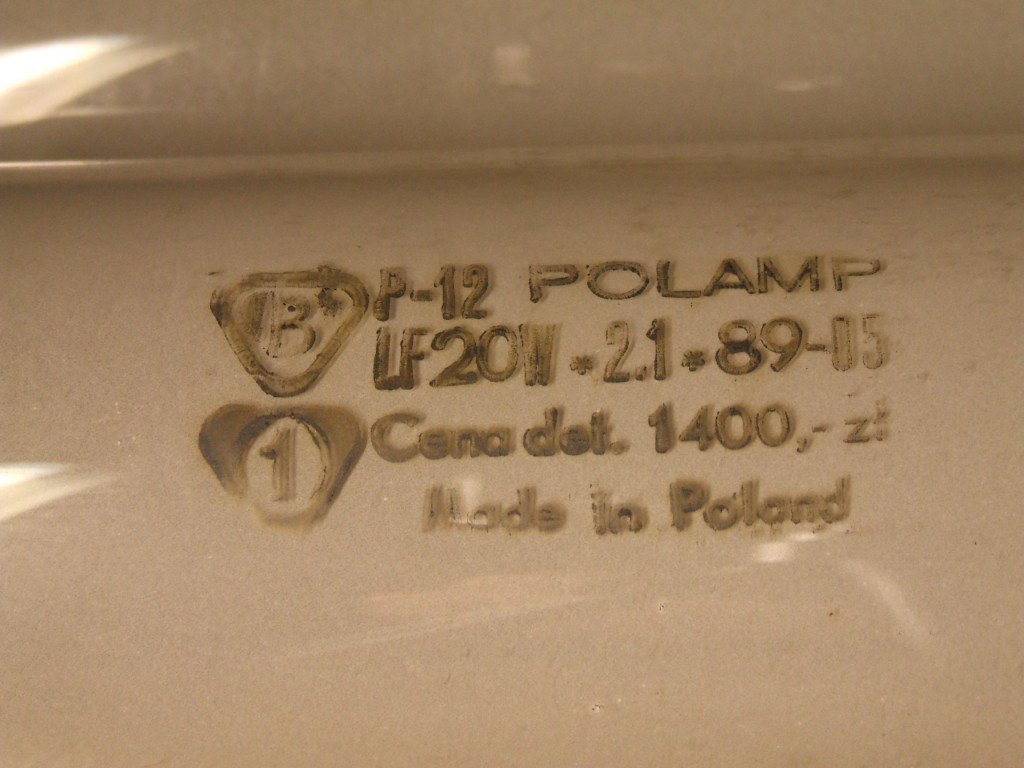 B P-12 POLAMP
LF20W * 2.1 * 89-05
1 Cena det. 1400,- zł
Made in Poland